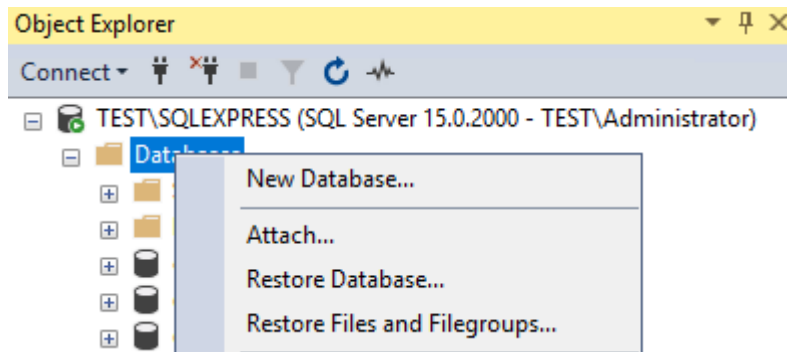 Object Explorer
Connect
TEST\SQLEXPRESS (SQL Server 15.0.2000 - TEST\Administrator)
New Database...
Attach...
Restore Database...
Restore Files and Filegroups...